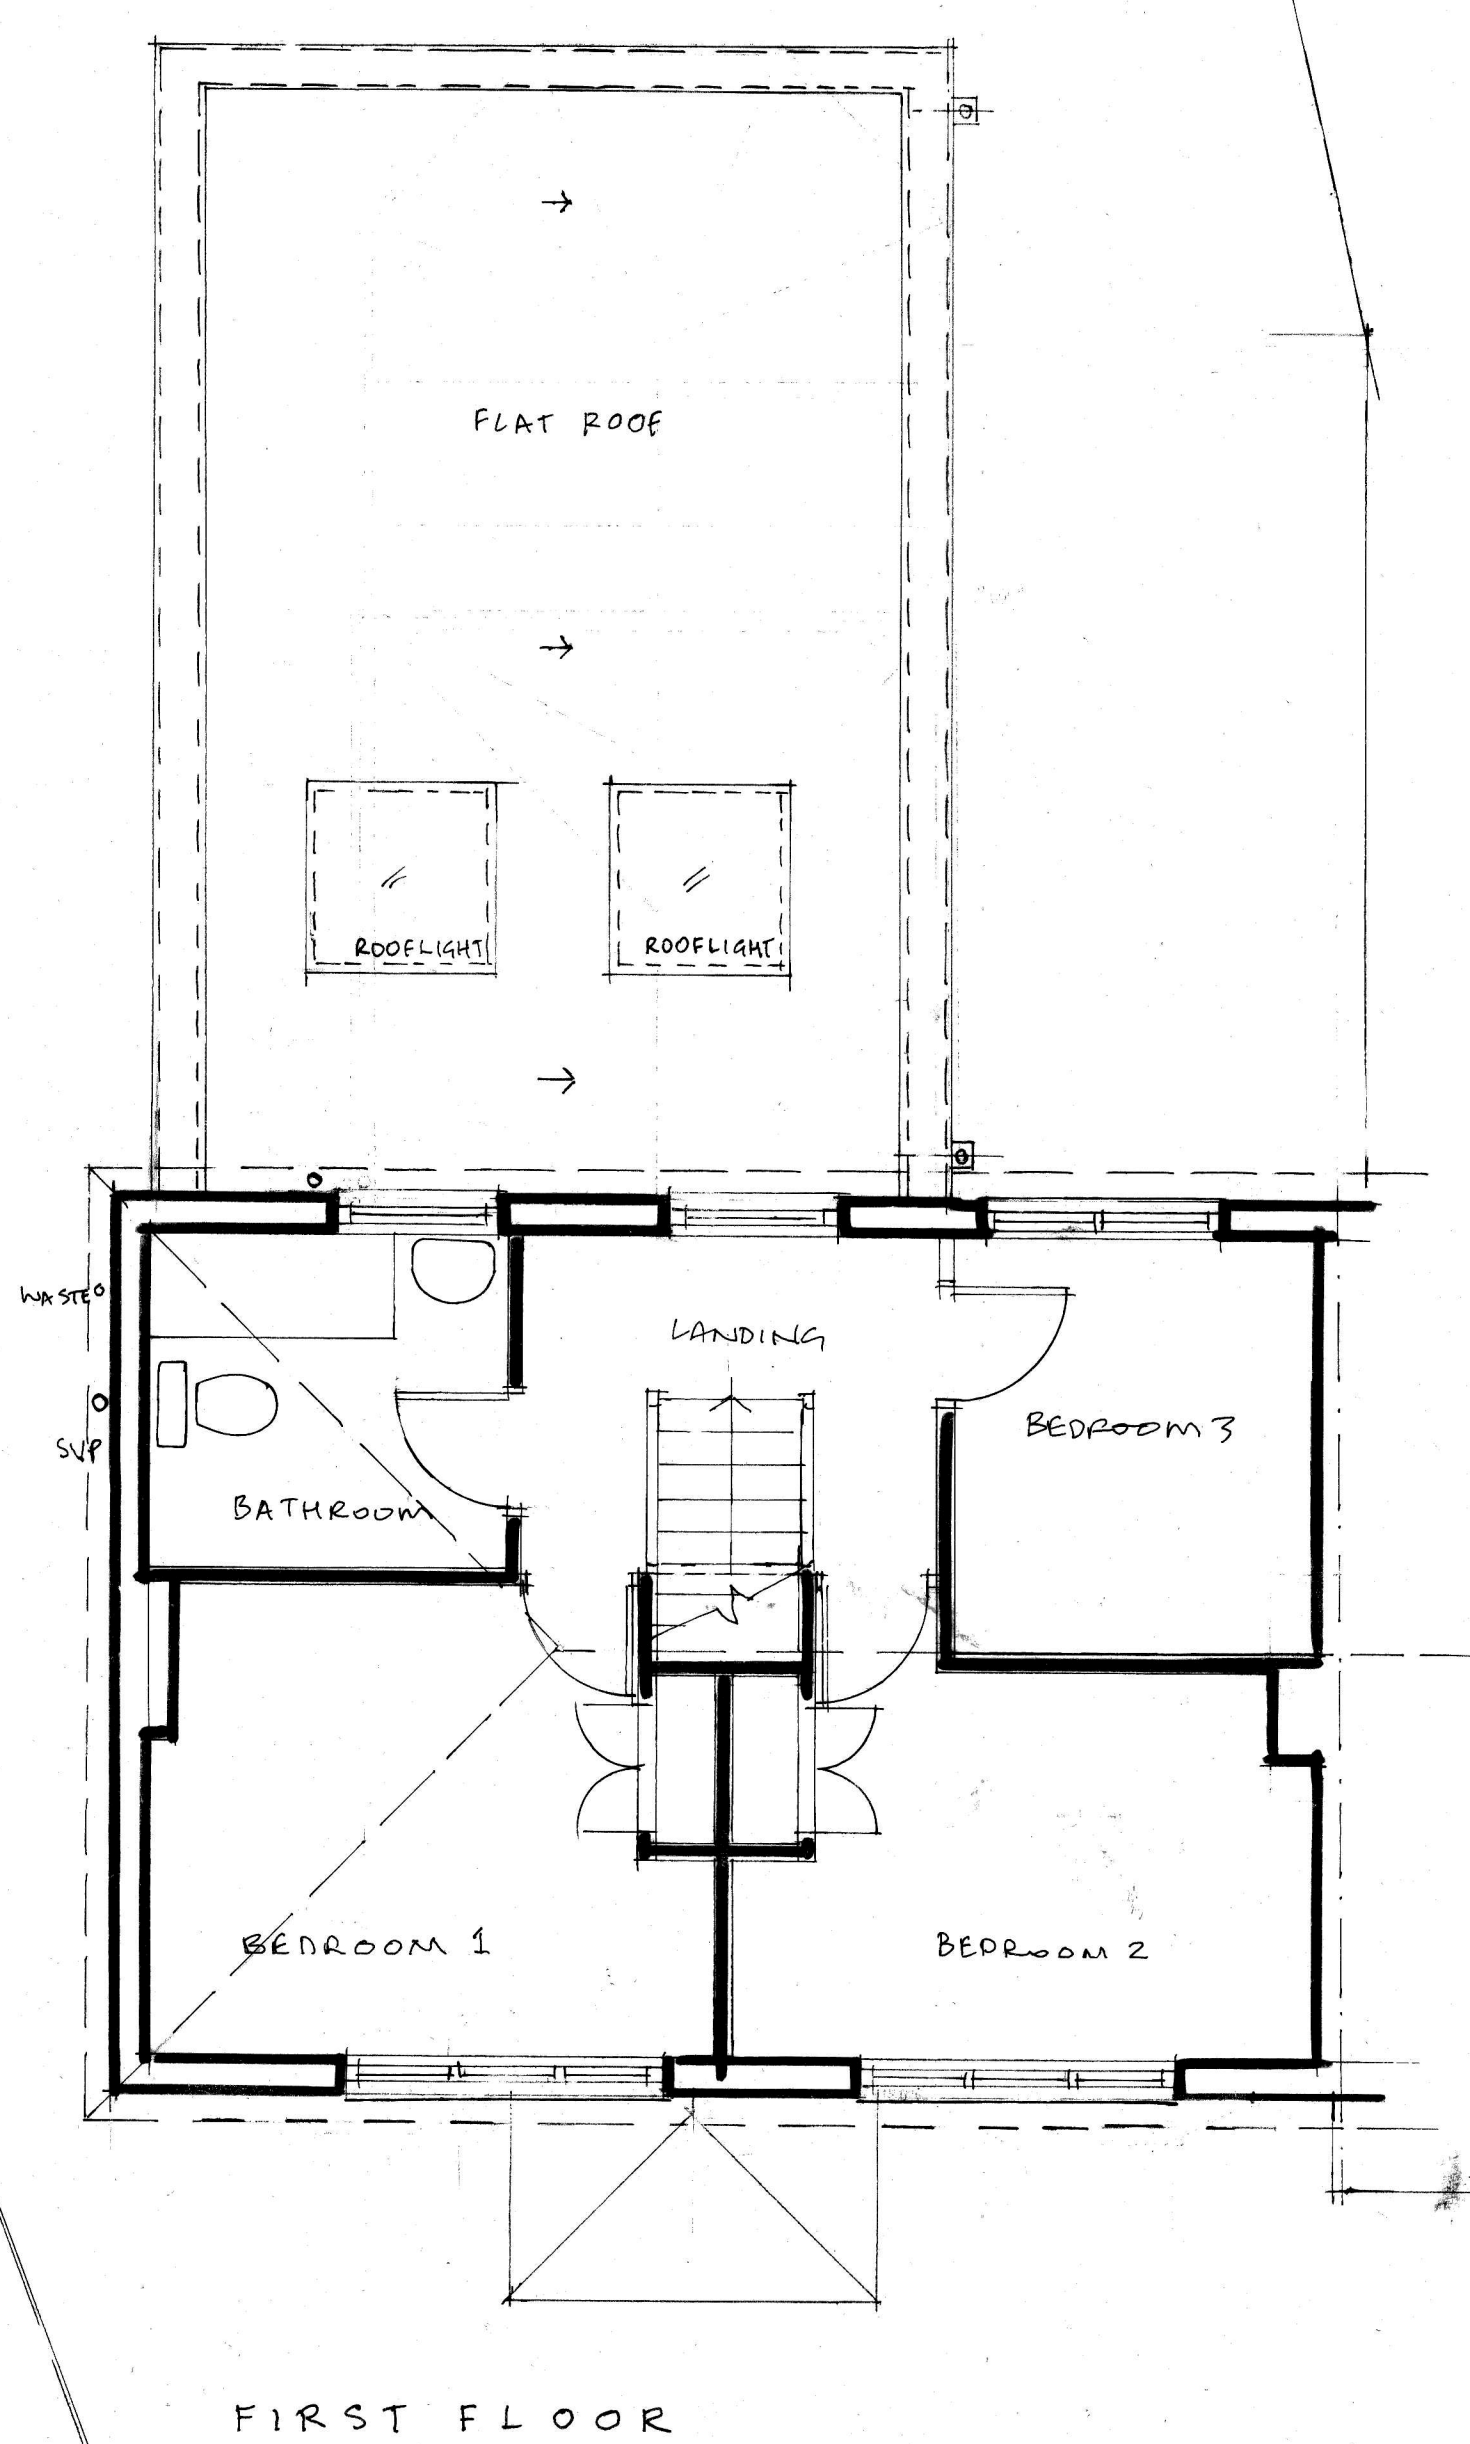 FLAT ROOF
ROOFLIGHT
ROOFLIGHT
WASTE
LANDING
BEDROOM 3
SVP
BATHROOM
BEDROOM 1
BEDROOM 2
FIRST FLOOR